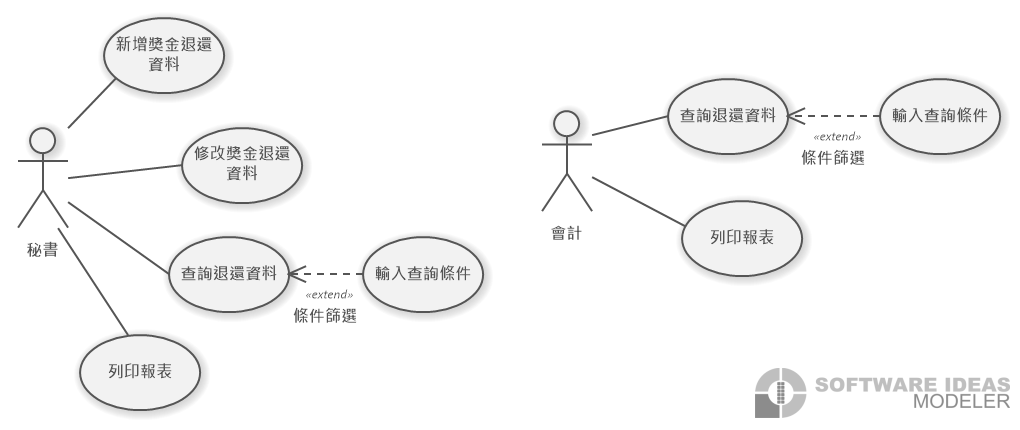 新增獎金退還
資料
修改獎金退還
資料
秘書
查詢退還資料
輸入查詢條件
«extend»
條件篩選
列印報表
查詢退還資料
輸入查詢條件
«extend»
條件篩選
會計
列印報表
SOFTWARE IDEAS
MODELER